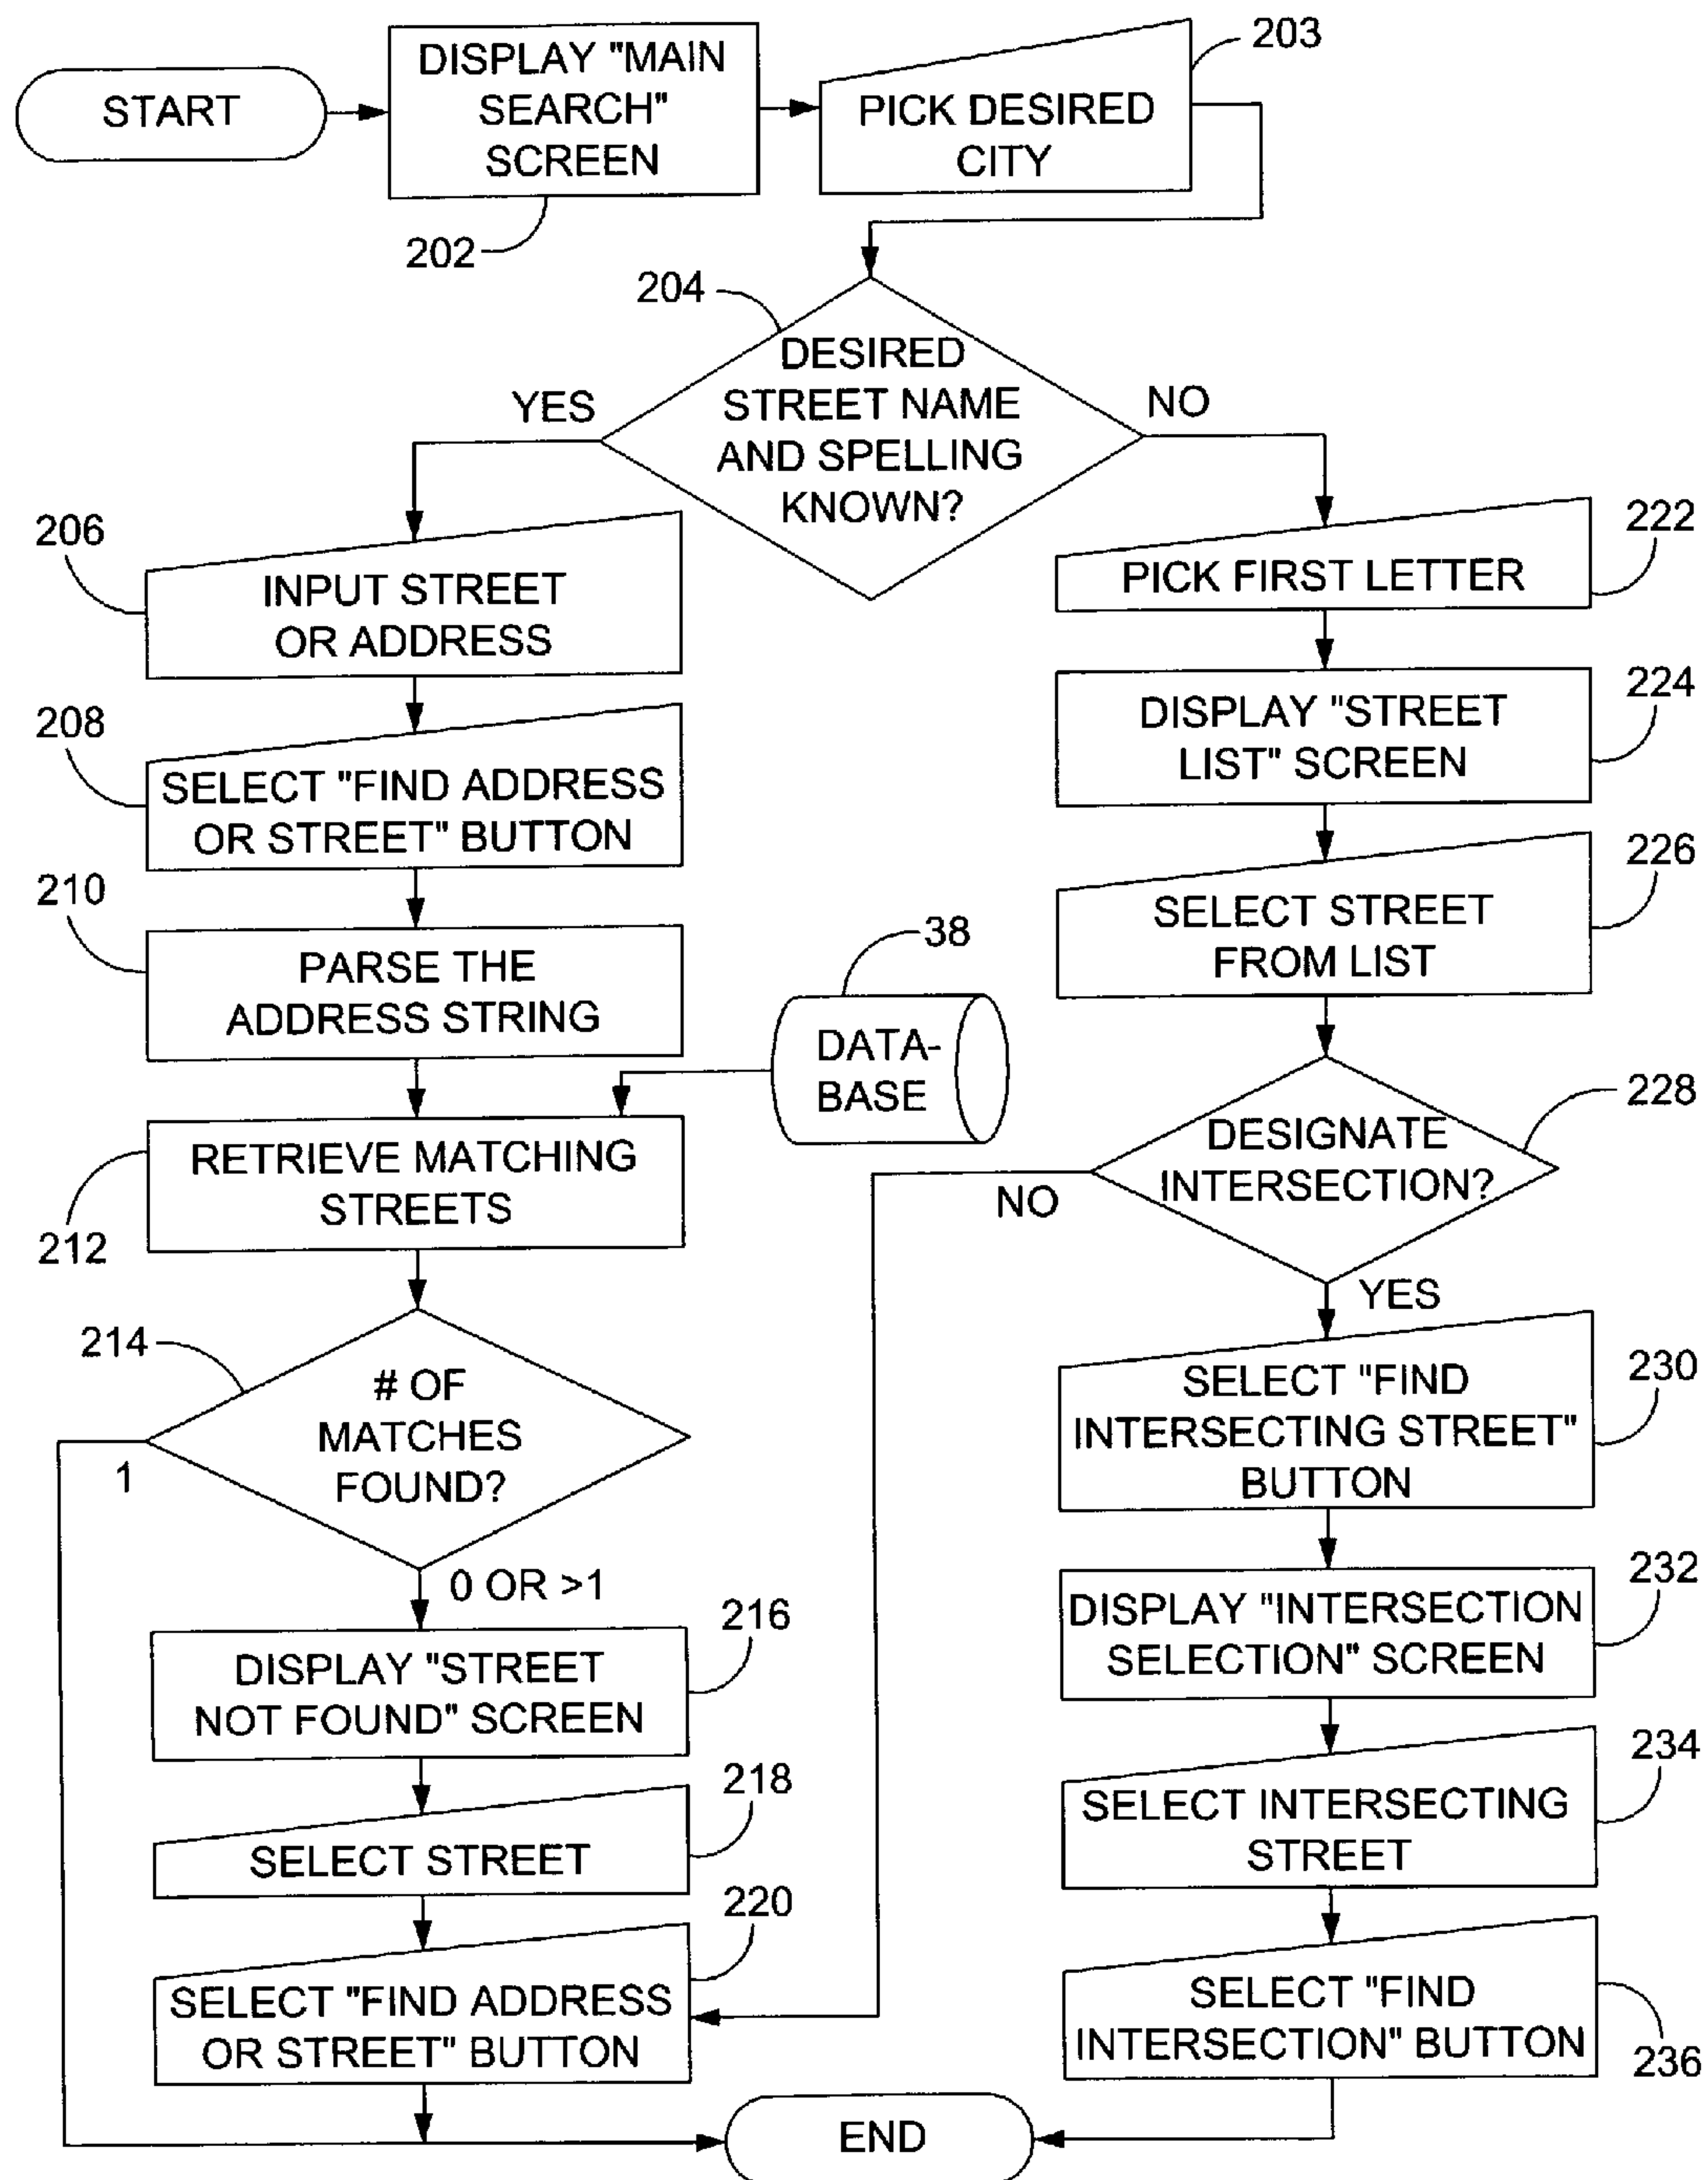 START
DISPLAY "MAIN
SEARCH"
SCREEN
202
PICK DESIRED
CITY
203
204
DESIRED
STREET NAME
AND SPELLING
KNOWN?
YES
NO
206
INPUT STREET
OR ADDRESS
208
SELECT "FIND ADDRESS
OR STREET" BUTTON
210
PARSE THE
ADDRESS STRING
38
DATA-
BASE
RETRIEVE MATCHING
STREETS
212
214
# OF
MATCHES
FOUND?
1
0 OR >1
216
DISPLAY "STREET
NOT FOUND" SCREEN
218
SELECT STREET
220
SELECT "FIND ADDRESS
OR STREET" BUTTON
222
PICK FIRST LETTER
224
DISPLAY "STREET
LIST" SCREEN
226
SELECT STREET
FROM LIST
228
DESIGNATE
INTERSECTION?
NO
YES
230
SELECT "FIND
INTERSECTING STREET"
BUTTON
232
DISPLAY "INTERSECTION
SELECTION" SCREEN
234
SELECT INTERSECTING
STREET
SELECT "FIND
INTERSECTION" BUTTON
236
END